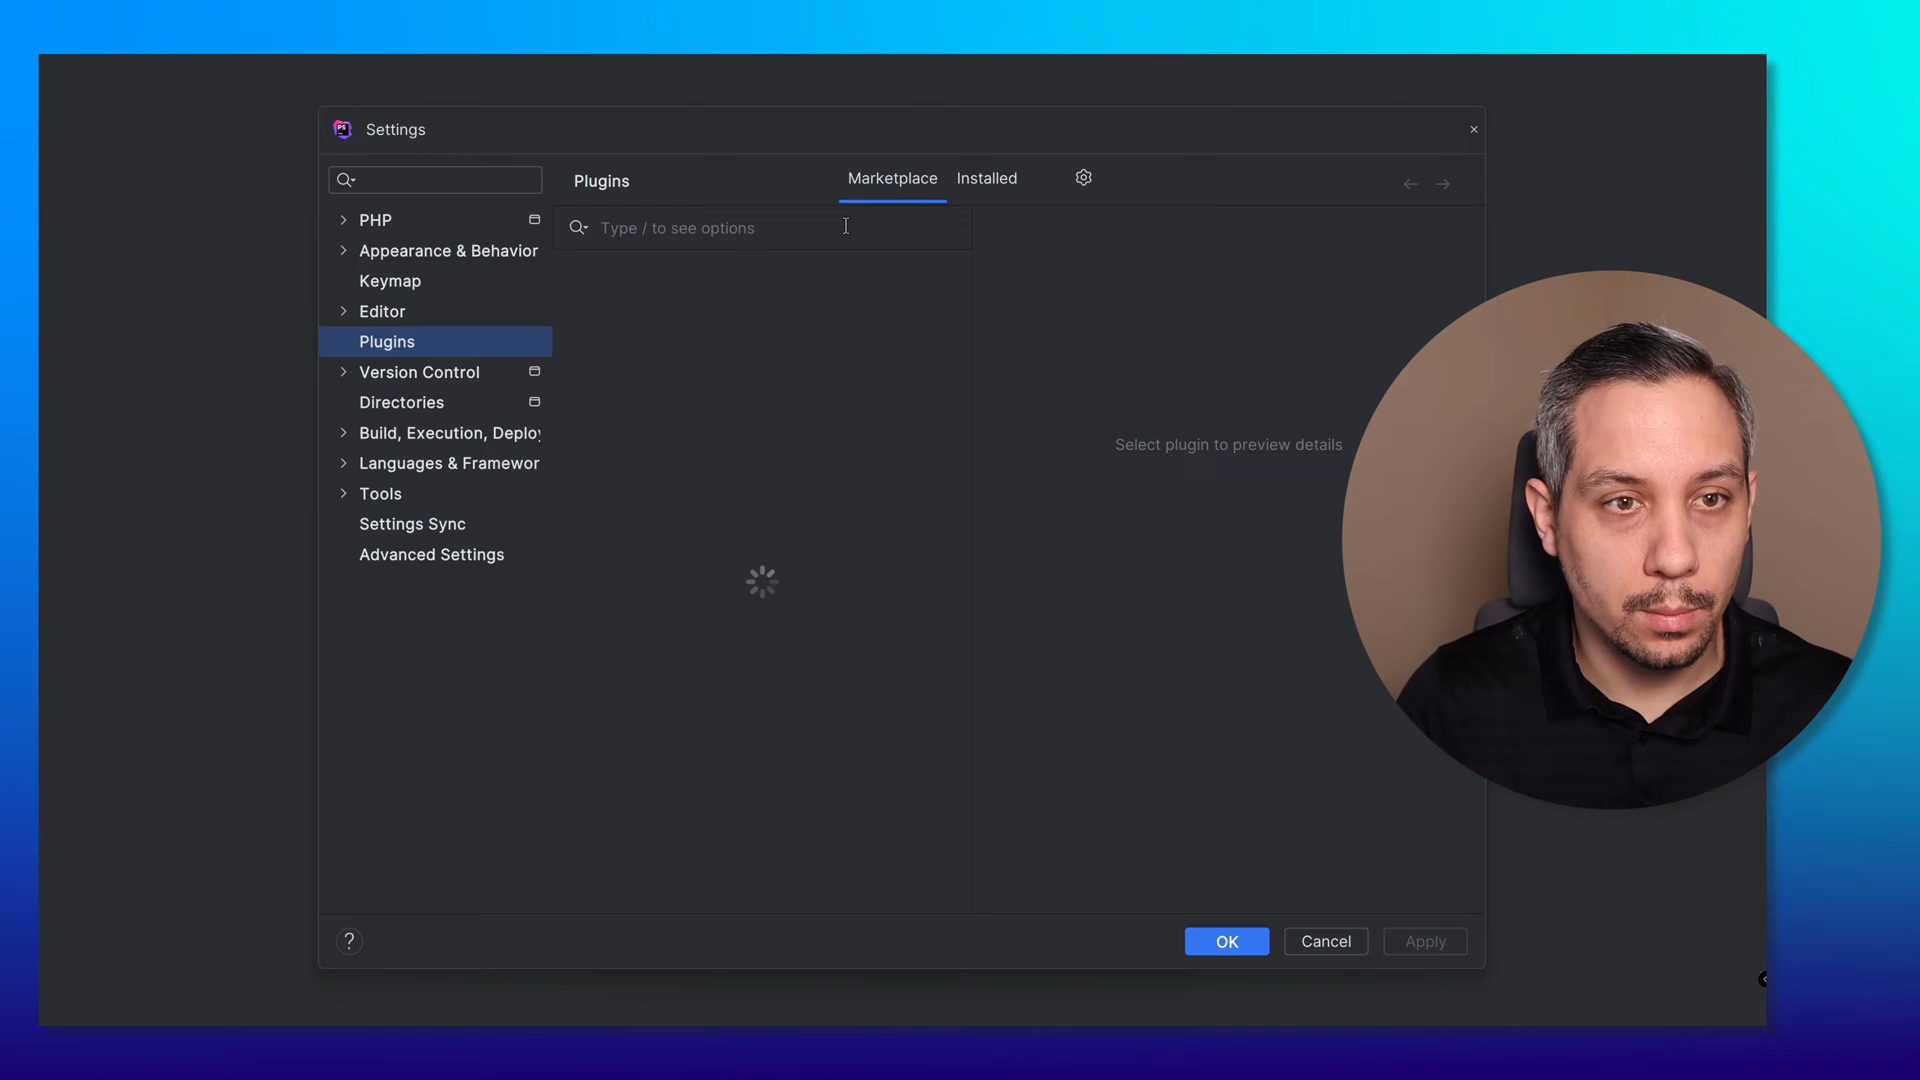 PS
Settings
Plugins
Marketplace
Installed
Type / to see options
PHP
Appearance & Behavior
Keymap
Editor
Plugins
Version Control
Directories
Build, Execution, Deploy
Languages & Framewor
Tools
Settings Sync
Advanced Settings
Select plugin to preview details
?
OK
Cancel
Apply